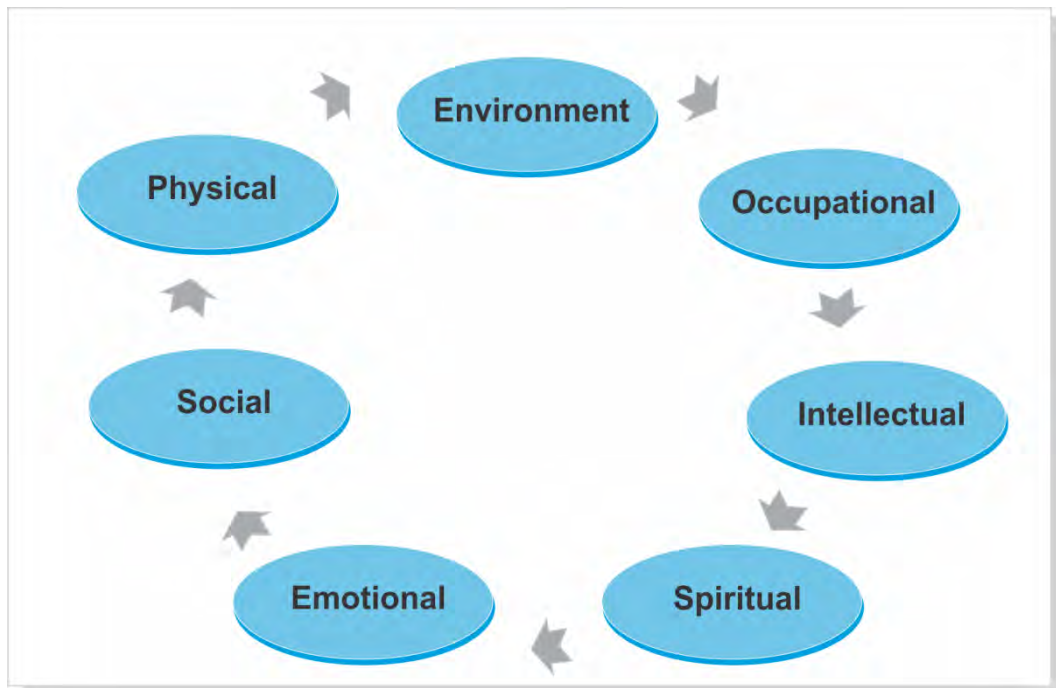 Environment
Occupational
Intellectual
Spiritual
Emotional
Social
Physical